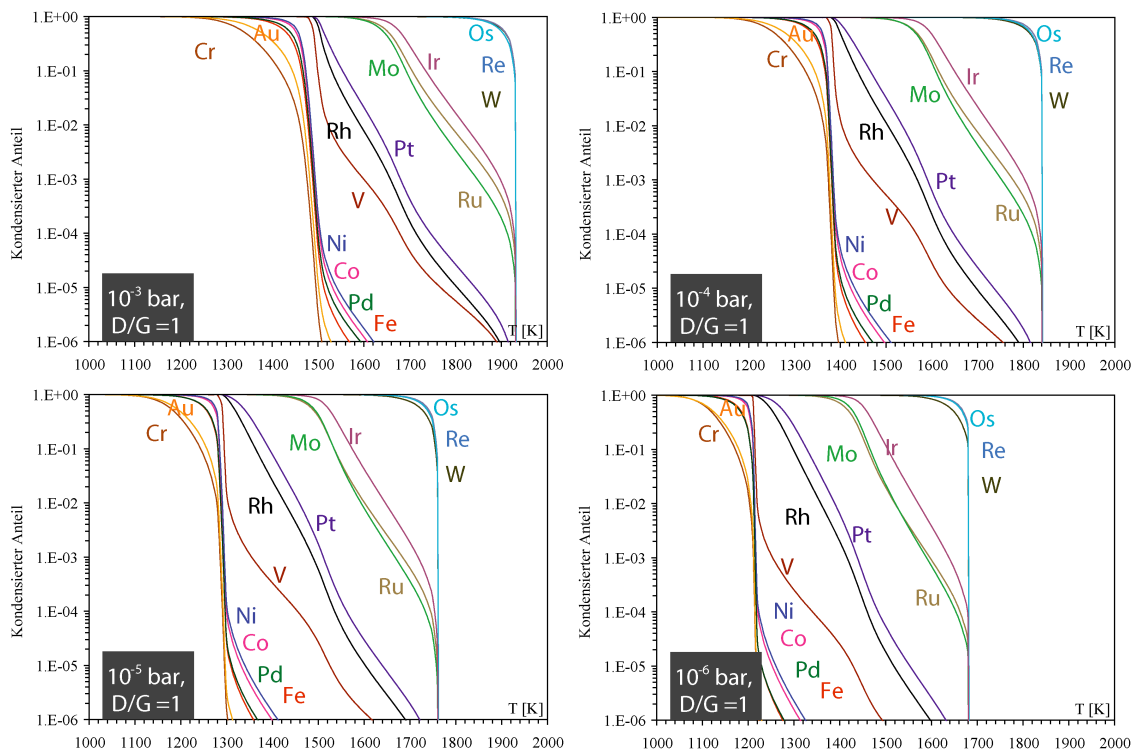 Kondensierter Anteil
1.E+00
1.E-01
1.E-02
1.E-03
1.E-04
1.E-05
1.E-06
Cr
Au
Mo
Ir
Os
Re
W
Rh
Pt
V
Ru
Ni
Co
Pd
Fe
10-3 bar,
D/G =1
T [K]
1000 1100 1200 1300 1400 1500 1600 1700 1800 1900 2000
Kondensierter Anteil
1.E+00
1.E-01
1.E-02
1.E-03
1.E-04
1.E-05
1.E-06
Cr
Au
Mo
Ir
Os
Re
W
Rh
Pt
V
Ru
Ni
Co
Pd
Fe
10-4 bar,
D/G =1
T [K]
1000 1100 1200 1300 1400 1500 1600 1700 1800 1900 2000
Kondensierter Anteil
1.E+00
1.E-01
1.E-02
1.E-03
1.E-04
1.E-05
1.E-06
Au
Cr
Mo
Ir
Os
Re
W
Rh
Pt
V
Ru
Ni
Co
Pd
Fe
10-5 bar,
D/G =1
T [K]
1000 1100 1200 1300 1400 1500 1600 1700 1800 1900 2000
Kondensierter Anteil
1.E+00
1.E-01
1.E-02
1.E-03
1.E-04
1.E-05
1.E-06
Au
Cr
Mo
Ir
Os
Re
W
Rh
Pt
V
Ru
Ni
Co
Pd
Fe
10-6 bar,
D/G =1
T [K]
1000 1100 1200 1300 1400 1500 1600 1700 1800 1900 2000